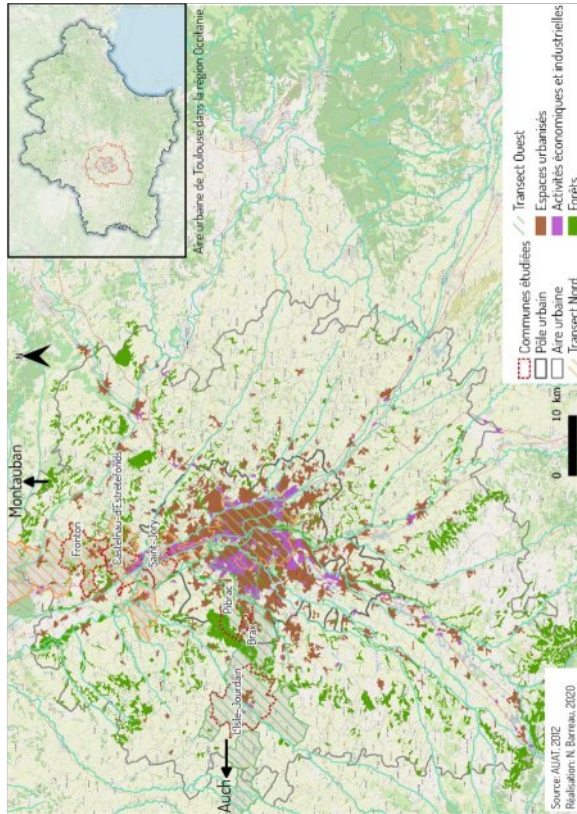 Aire urbaine de Toulouse dans la région Occitanie
N
Montauban
Fronton
Castelnau-d'Estretefonds
Saint-Jory
Pibrac
Brax
L'Isle-Jourdain
Auch
Communes étudiées
Pôle urbain
Aire urbaine
Transect Nord
Transect Ouest
Espaces urbanisés
Activités économiques et industrielles
Forêts
0 10 km
Source: AUAT, 2012
Réalisation: N. Barreau, 2020